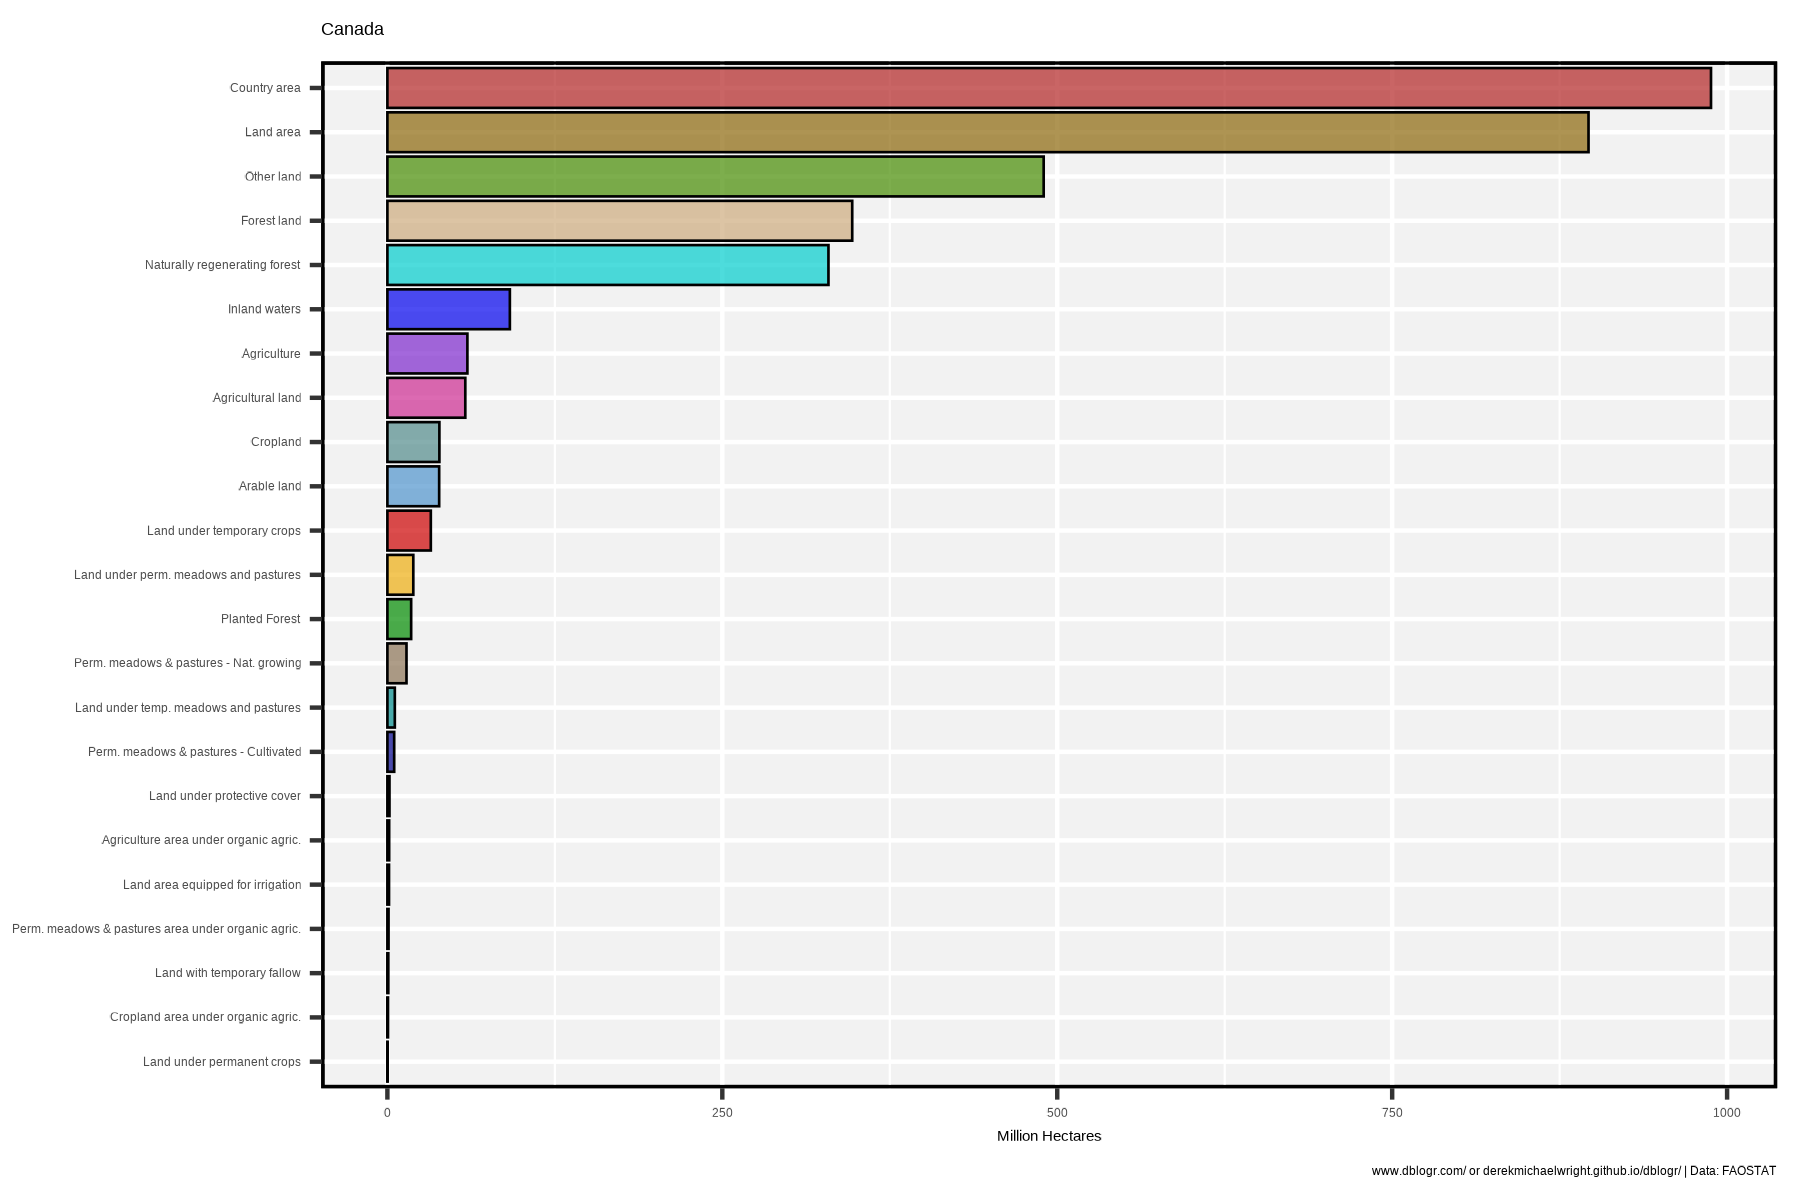 Canada
Country area
Land area
Other land
Forest land
Naturally regenerating forest
Inland waters
Agriculture
Agricultural land
Cropland
Arable land
Land under temporary crops
Land under perm. meadows and pastures
Planted Forest
Perm. meadows & pastures - Nat. growing
Land under temp. meadows and pastures
Perm. meadows & pastures - Cultivated
Land under protective cover
Agriculture area under organic agric.
Land area equipped for irrigation
Perm. meadows & pastures area under organic agric.
Land with temporary fallow
Cropland area under organic agric.
Land under permanent crops
0 250 500 750 1000
Million Hectares
www.dblogr.com/ or derekmichaelwright.github.io/dblogr/ | Data: FAOSTAT